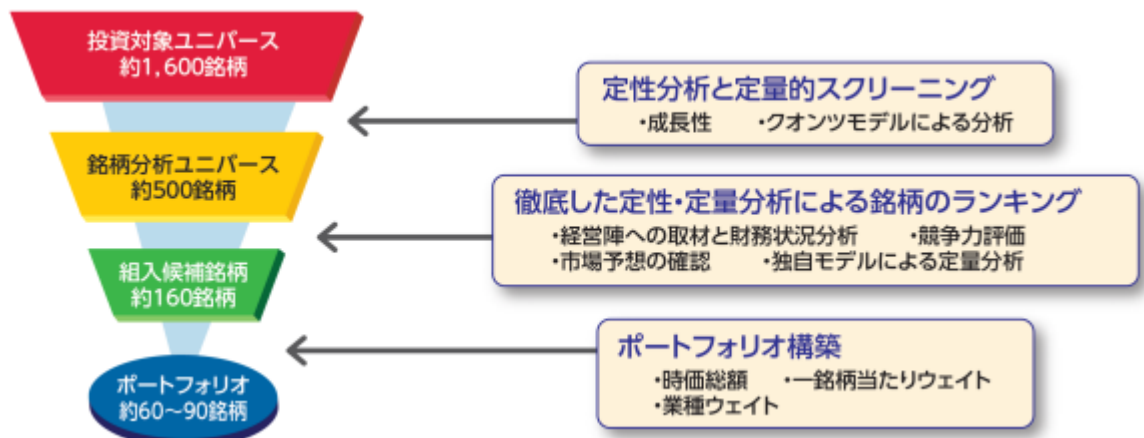 投資対象ユニバース
約1,600銘柄
定性分析と定量的スクリーニング
・成長性　・クオンツモデルによる分析
銘柄分析ユニバース
約500銘柄
徹底した定性・定量分析による銘柄のランキング
・経営陣への取材と財務状況分析　・競争力評価
・市場予想の確認　・独自モデルによる定量分析
組入候補銘柄
約160銘柄
ポートフォリオ構築
・時価総額　・一銘柄当たりウェイト
・業種ウェイト
ポートフォリオ
約60〜90銘柄